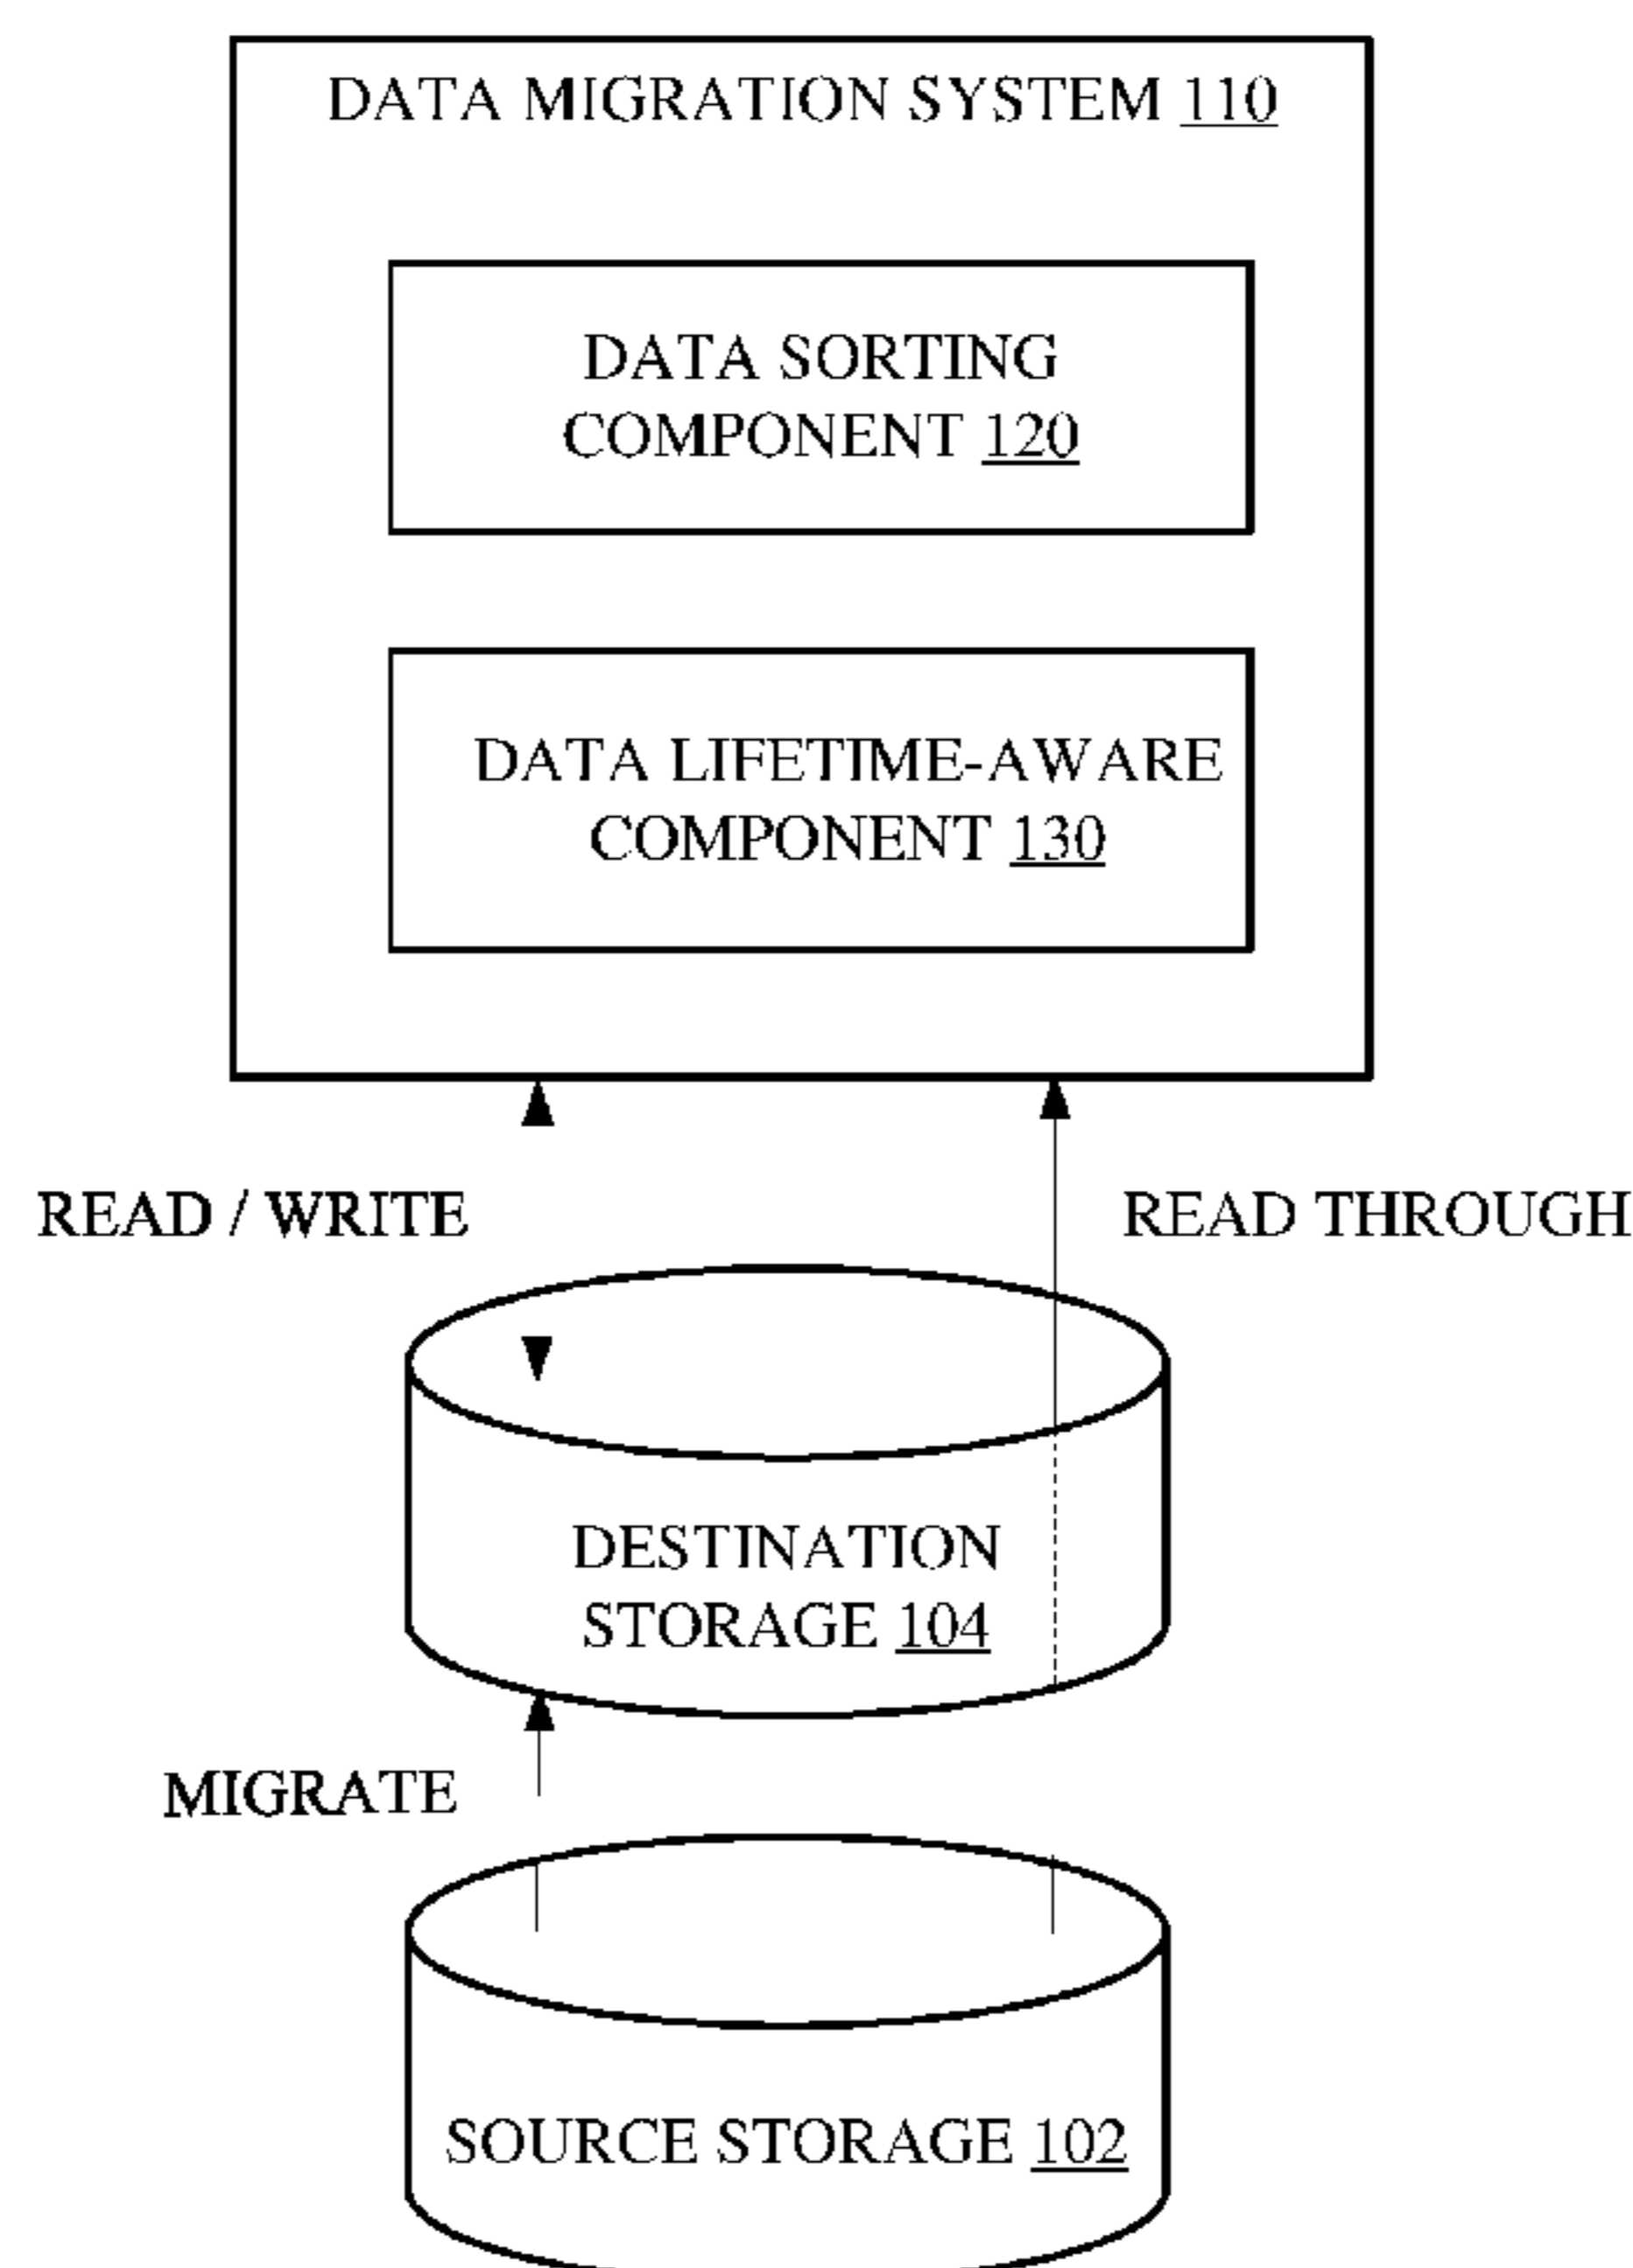 DATA MIGRATION SYSTEM 110
DATA SORTING
COMPONENT 120
DATA LIFETIME-AWARE
COMPONENT 130
READ / WRITE
READ THROUGH
DESTINATION
STORAGE 104
MIGRATE
SOURCE STORAGE 102